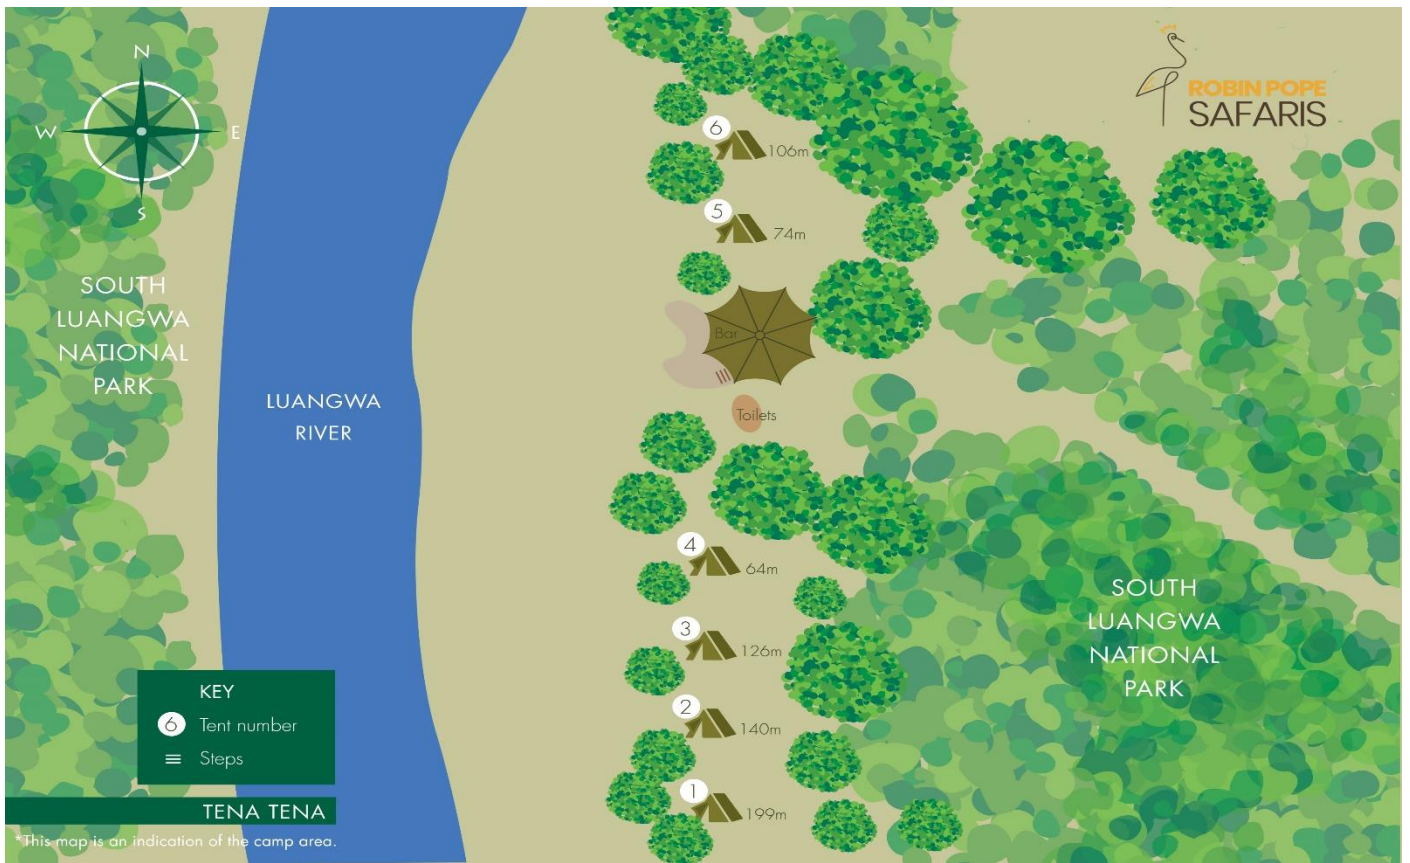 N
W
E
S
ROBIN POPE
SAFARIS
6
106m
5
74m
SOUTH
LUANGWA
NATIONAL
PARK
Bar
LUANGWA
RIVER
Toilets
4
64m
3
126m
SOUTH
LUANGWA
NATIONAL
PARK
2
140m
1
199m
KEY
6 Tent number
Steps
TENA TENA
*This map is an indication of the camp area.